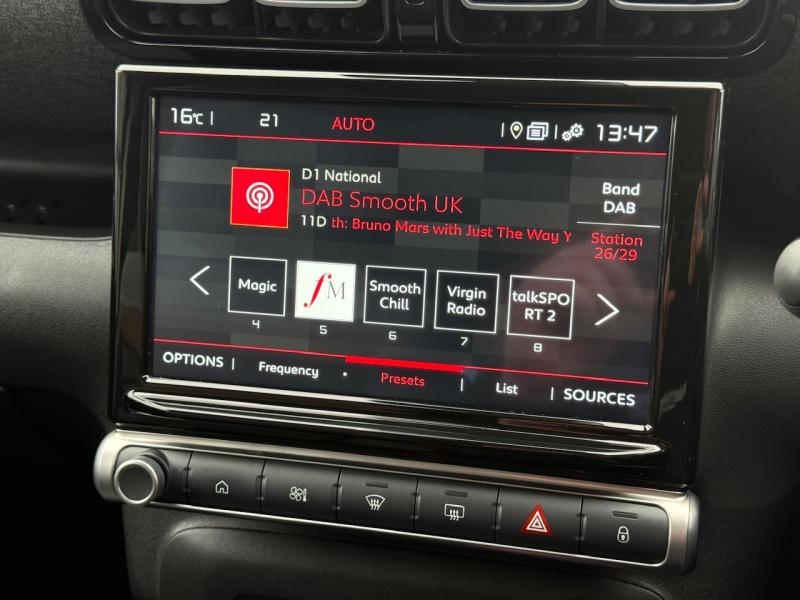 16°C | 21 AUTO 13:47
D1 National
DAB Smooth UK
11D th: Bruno Mars with Just The Way Y
Band
DAB
Station
26/29
Magic
4
fM
5
Smooth
Chill
6
Virgin
Radio
7
talkSPO
RT 2
8
OPTIONS | Frequency Presets | List | SOURCES